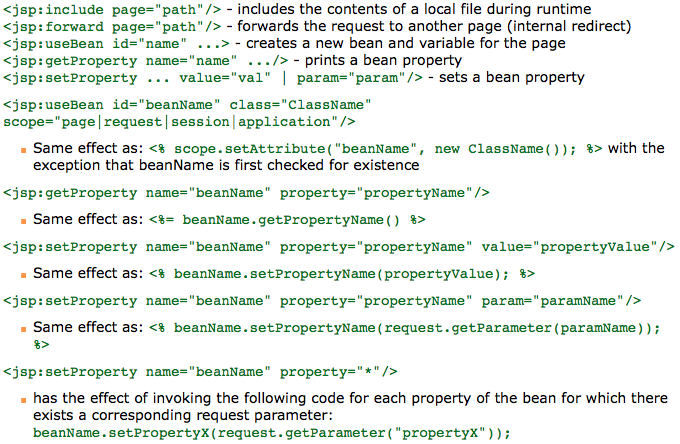 <jsp:include page="path"/> - includes the contents of a local file during runtime
<jsp:forward page="path"/> - forwards the request to another page (internal redirect)
<jsp:useBean id="name" ...> - creates a new bean and variable for the page
<jsp:getProperty name="name" .../> - prints a bean property
<jsp:setProperty ... value="val" | param="param"/> - sets a bean property
<jsp:useBean id="beanName" class="ClassName"
scope="page|request|session|application"/>
Same effect as: <% scope.setAttribute("beanName", new ClassName()); %> with the
exception that beanName is first checked for existence
<jsp:getProperty name="beanName" property="propertyName"/>
Same effect as: <%= beanName.getPropertyName() %>
<jsp:setProperty name="beanName" property="propertyName" value="propertyValue"/>
Same effect as: <% beanName.setPropertyName(propertyValue); %>
<jsp:setProperty name="beanName" property="propertyName" param="paramName"/>
Same effect as: <% beanName.setPropertyName(request.getParameter(paramName));
%>
<jsp:setProperty name="beanName" property="*"/>
has the effect of invoking the following code for each property of the bean for which there
exists a corresponding request parameter:
beanName.setPropertyX(request.getParameter("propertyX"));